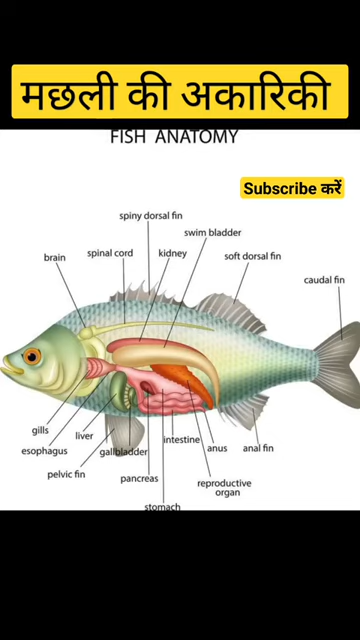 मछली की अकारिकी
FISH ANATOMY
Subscribe करें
spiny dorsal fin
swim bladder
brain
spinal cord
kidney
soft dorsal fin
caudal fin
gills
liver
intestine
anus
anal fin
esophagus
gallbladder
pelvic fin
pancreas
reproductive
organ
stomach